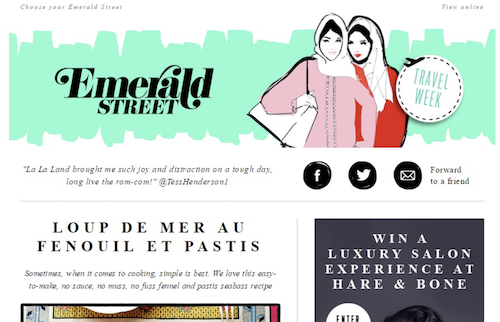 Choose your Emerald Street
View online
Emerald
STREET
TRAVEL
WEEK
"La La Land brought me such joy and distraction on a tough day,
long live the rom-com!" @TessHenderson1
Forward
to a friend
LOUP DE MER AU
FENOUIL ET PASTIS
Sometimes, when it comes to cooking, simple is best. We love this easy-
to-make, no sauce, no muss, no fuss fennel and pastis seabass recipe
WIN A
LUXURY SALON
EXPERIENCE AT
HARE & BONE
ENTER